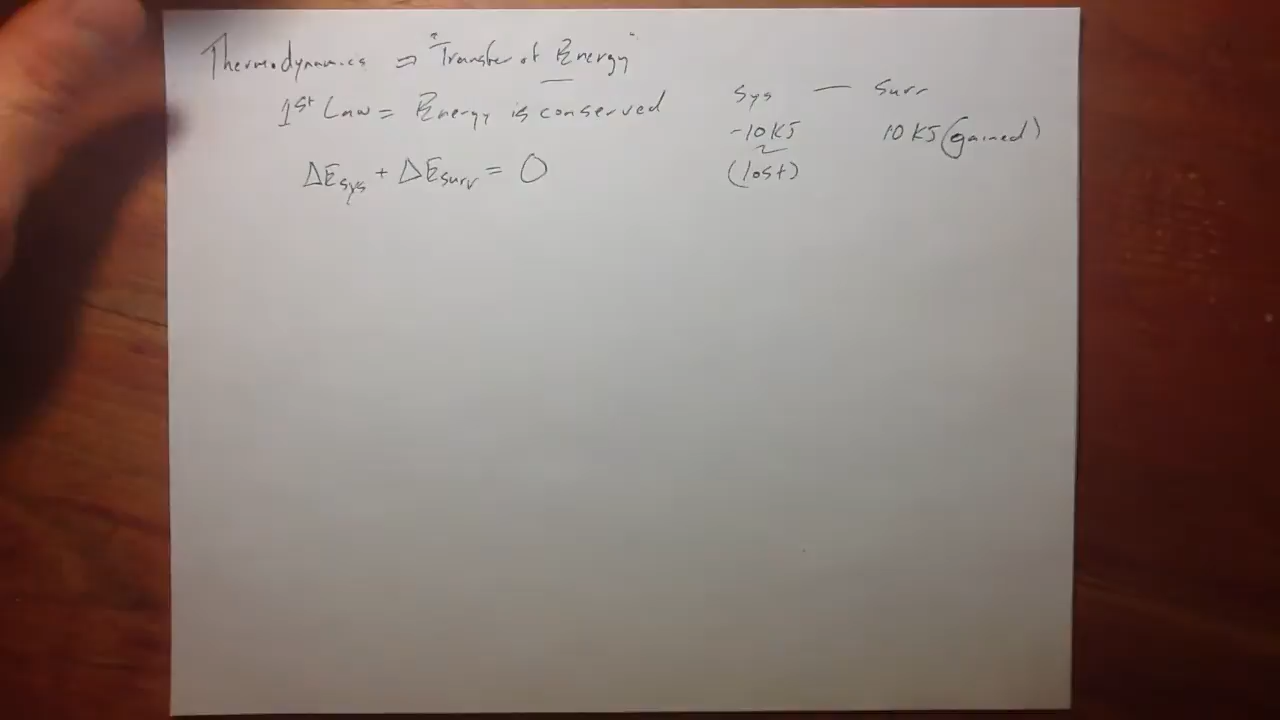 Thermodynamics => "Transfer of Energy"
1st Law = Energy is conserved
ΔEsys + ΔEsurr = 0
Sys — Surr
-10 KJ 10 KJ (gained)
(lost)